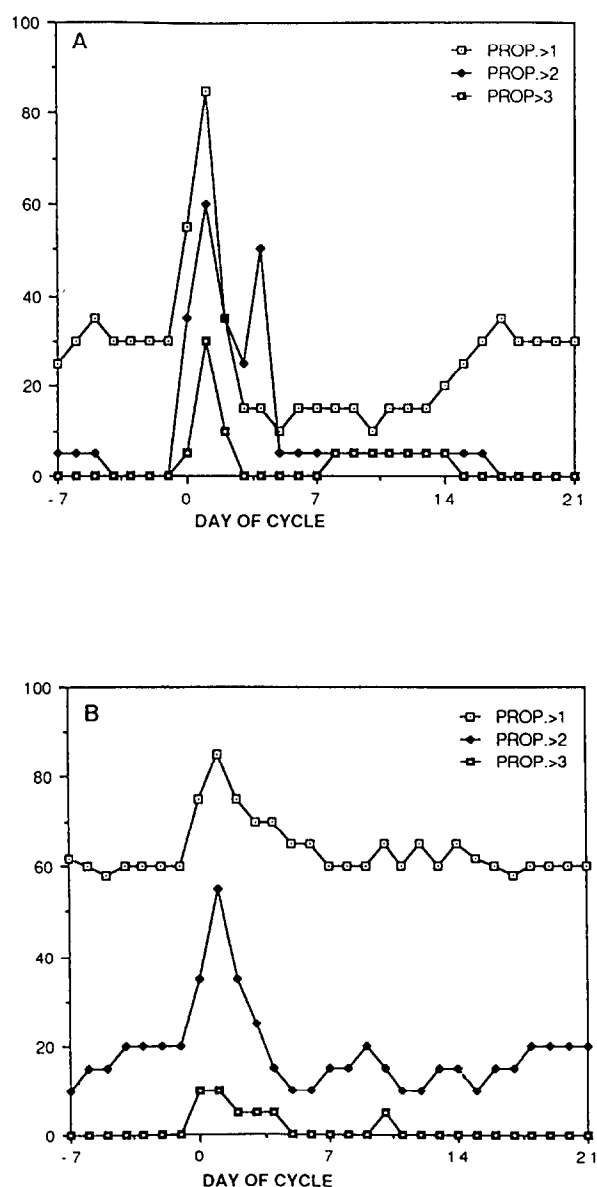 100
A
PROP.>1
PROP.>2
PROP>3
80
60
40
20
0
-7 0 7 14 21
DAY OF CYCLE
100
B
PROP.>1
PROP.>2
PROP.>3
80
60
40
20
0
-7 0 7 14 21
DAY OF CYCLE